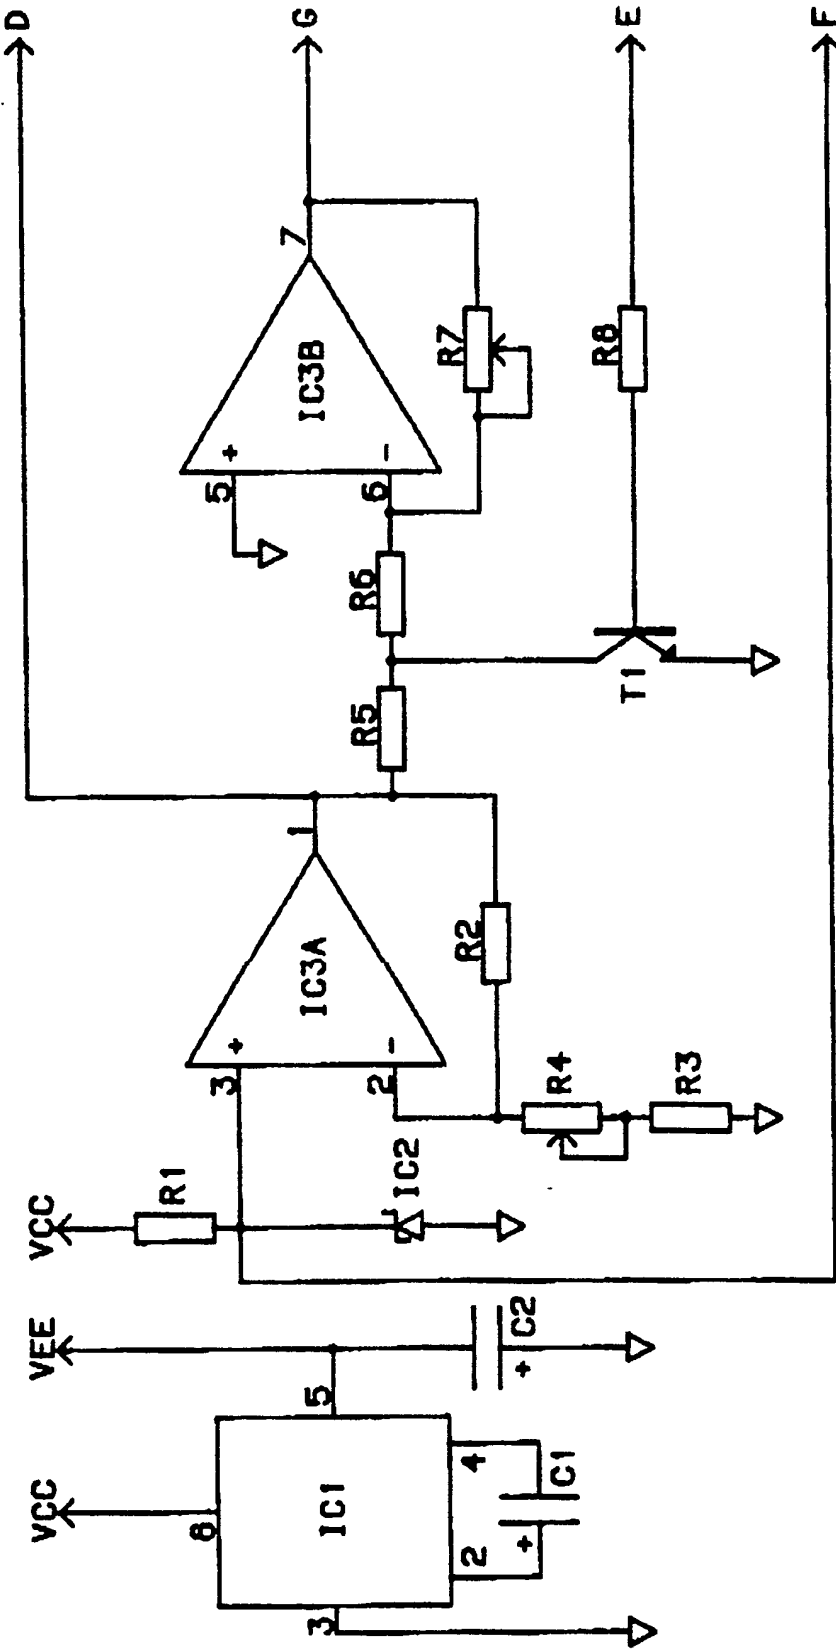 VCC
VEE
VCC
D
R1
8
3
IC1
5
2
4
+
C1
+
C2
3
+
IC3A
1
2
-
IC2
R2
R4
R3
5
+
IC3B
7
G
6
-
R5
R6
R7
T1
R8
E
F